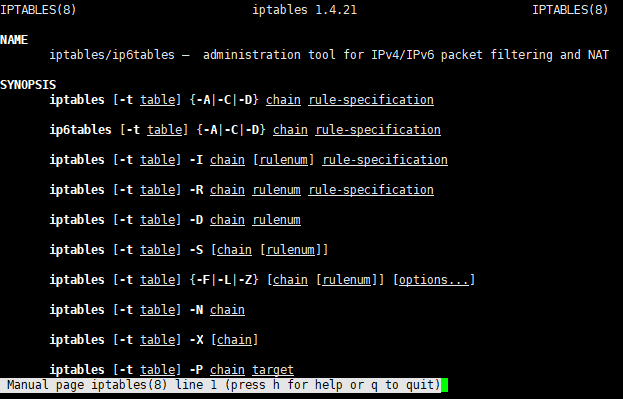 IPTABLES(8)                         iptables 1.4.21                         IPTABLES(8)
NAME
iptables/ip6tables — administration tool for IPv4/IPv6 packet filtering and NAT
SYNOPSIS
iptables [-t table] {-A|-C|-D} chain rule-specification
ip6tables [-t table] {-A|-C|-D} chain rule-specification
iptables [-t table] -I chain [rulenum] rule-specification
iptables [-t table] -R chain rulenum rule-specification
iptables [-t table] -D chain rulenum
iptables [-t table] -S [chain [rulenum]]
iptables [-t table] {-F|-L|-Z} [chain [rulenum]] [options...]
iptables [-t table] -N chain
iptables [-t table] -X [chain]
iptables [-t table] -P chain target
Manual page iptables(8) line 1 (press h for help or q to quit)